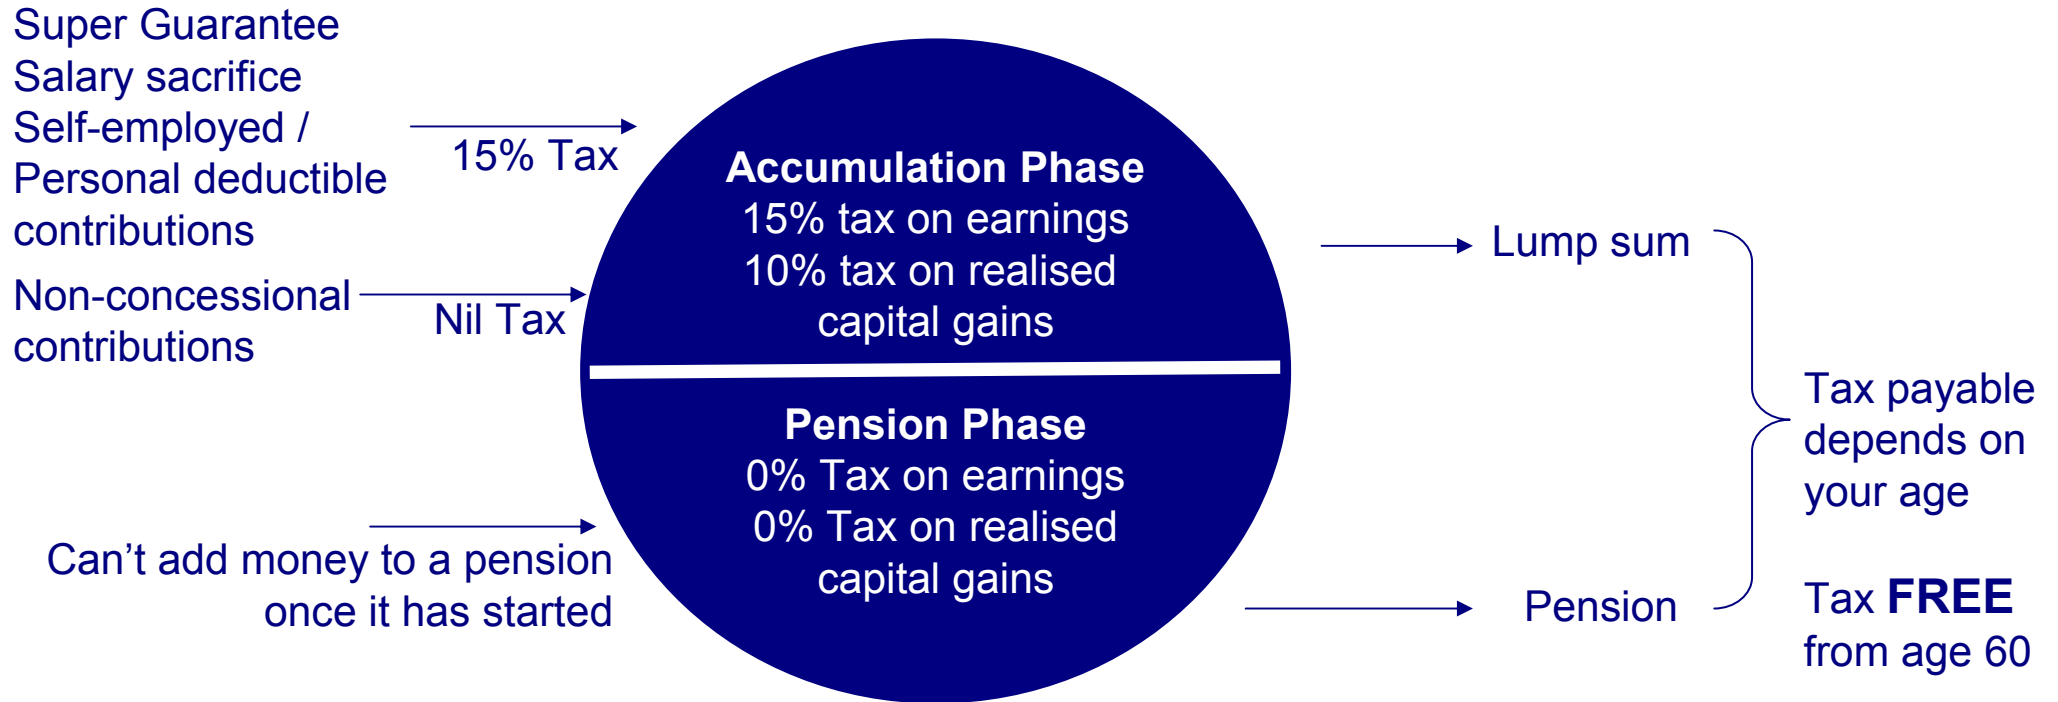 Super Guarantee
Salary sacrifice
Self-employed /
Personal deductible
contributions
15% Tax
Non-concessional
contributions
Nil Tax
Can’t add money to a pension
once it has started
Accumulation Phase
15% tax on earnings
10% tax on realised
capital gains
Pension Phase
0% Tax on earnings
0% Tax on realised
capital gains
Lump sum
Pension
Tax payable
depends on
your age
Tax FREE
from age 60